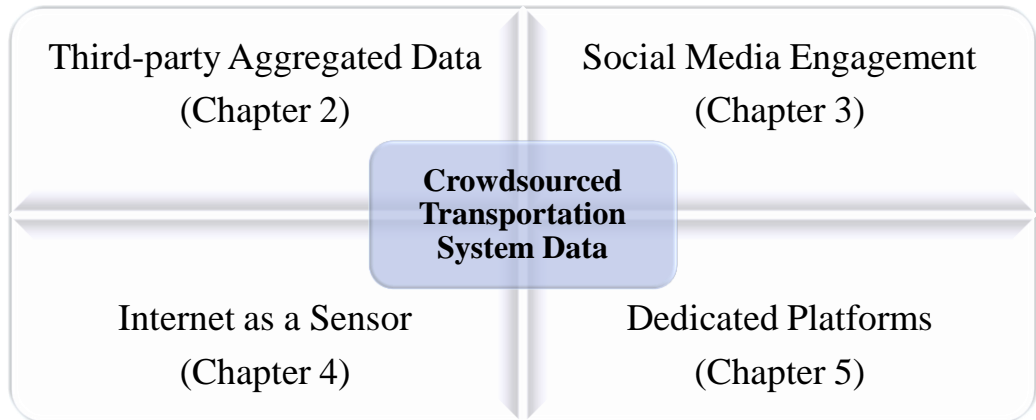 Third-party Aggregated Data
(Chapter 2)
Social Media Engagement
(Chapter 3)
Crowdsourced
Transportation
System Data
Internet as a Sensor
(Chapter 4)
Dedicated Platforms
(Chapter 5)